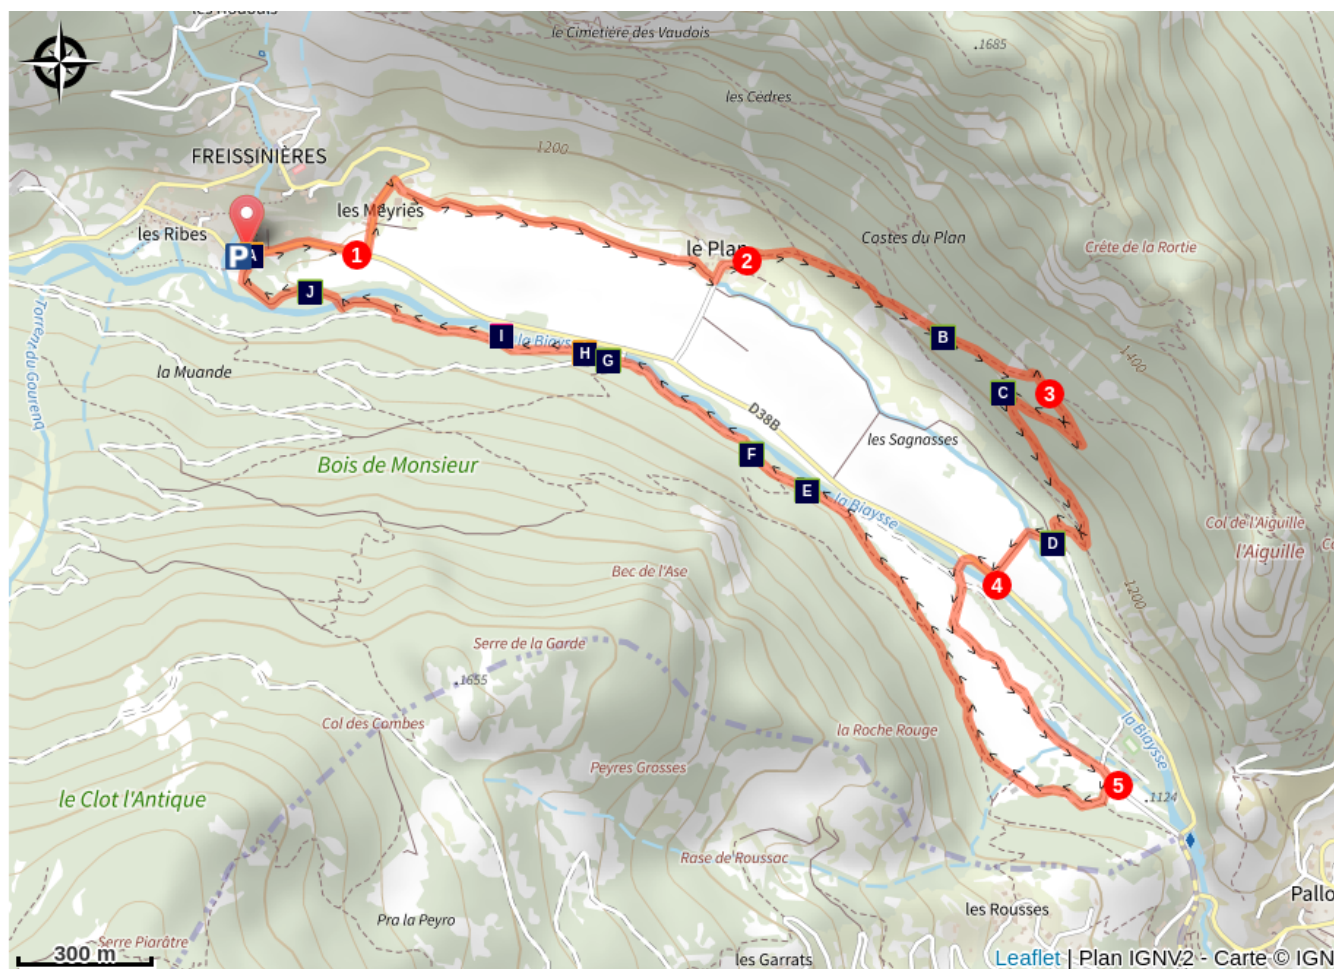 le Cimetière des Vaudois
1685
les Cèdres
FREISSINIÈRES
1200
les Meyries
les Ribes
P
A
1
le Plan
2
Costes du Plan
Crête de la Rortie
J
I
la Biaysse
H
G
B
C
3
1400
Torrent du Gourenq
la Muande
D38B
les Sagnasses
Bois de Monsieur
F
E
la Biaysse
D
4
Col de l'Aiguille
l'Aiguille
Bec de l'Ase
1200
Serre de la Garde
1655
Col des Combes
la Roche Rouge
la Biaysse
Peyres Grosses
5
1124
le Clot l'Antique
Rase de Roussac
les Rousses
Pallo
Pra la Peyro
Serre Piarâtre
300 m
les Garrats
Leaflet | Plan IGNV2 - Carte © IGN